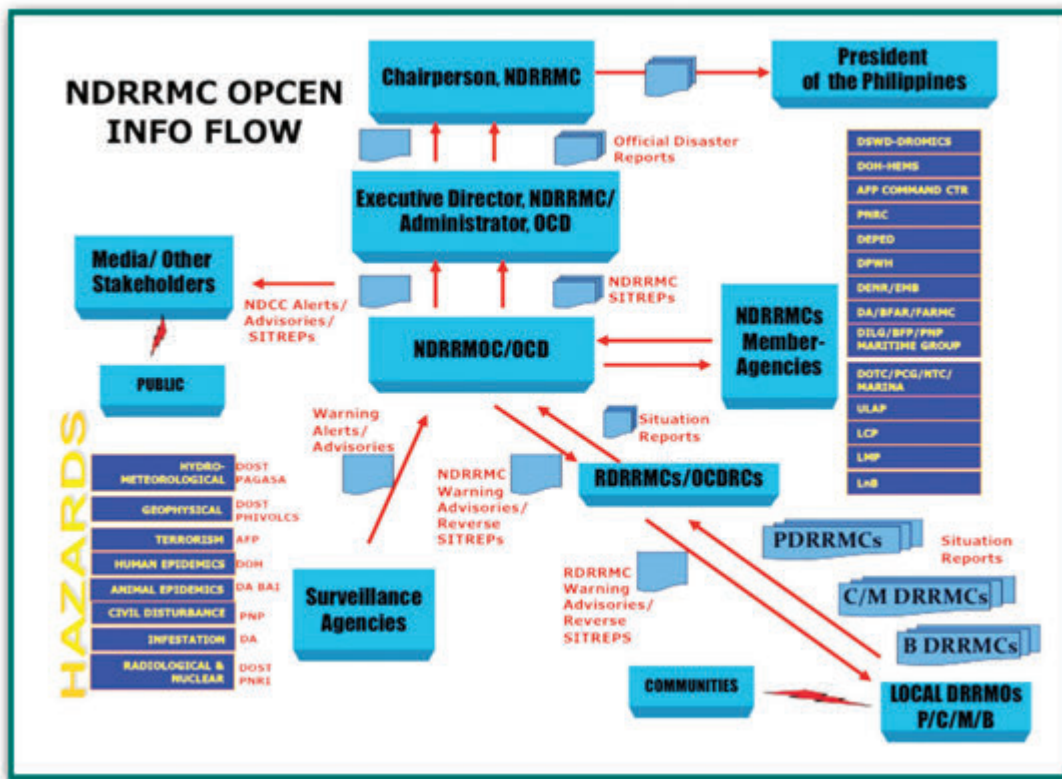 NDRRMC OPCEN
INFO FLOW
Chairperson, NDRRMC
President
of the Philippines
Official Disaster
Reports
Executive Director, NDRRMC/
Administrator, OCD
Media/ Other
Stakeholders
NDCC Alerts/
Advisories/
SITREPs
NDRRMC
SITREPs
PUBLIC
NDRRMOC/OCD
NDRRMCs
Member-
Agencies
DSWD-DROMICS
DOH-HEMS
AFP COMMAND CTR
PNRC
DEPED
DPWH
DENR/EMB
DA/BFAR/FARMC
DILG/BFP/PNP
MARITIME GROUP
DOTC/PCG/NTC/
MARINA
ULAP
LCP
LMP
LnB
Warning
Alerts/
Advisories
Situation
Reports
NDRRMC
Warning
Advisories/
Reverse
SITREPs
RDRRMCs/OCDRCs
HAZARDS
HYDRO-
METEOROLOGICAL
DOST
PAGASA
GEOPHYSICAL
DOST
PHIVOLCS
TERRORISM
AFP
HUMAN EPIDEMICS
DOH
ANIMAL EPIDEMICS
DA BAI
CIVIL DISTURBANCE
PNP
INFESTATION
DA
RADIOLOGICAL &
NUCLEAR
DOST
PNRI
Surveillance
Agencies
RDRRMC
Warning
Advisories/
Reverse
SITREPS
PDRRMCs
Situation
Reports
C/M DRRMCs
B DRRMCs
COMMUNITIES
LOCAL DRRMOs
P/C/M/B